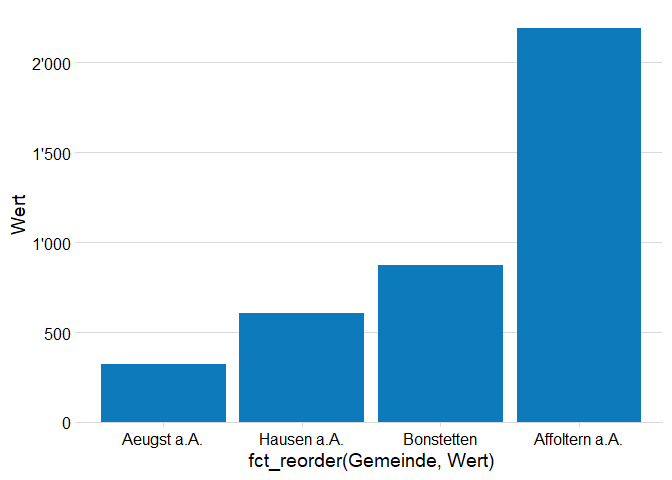 2'000
1'500
1'000
500
0
Wert
Aeugst a.A. Hausen a.A. Bonstetten Affoltern a.A.
fct_reorder(Gemeinde, Wert)